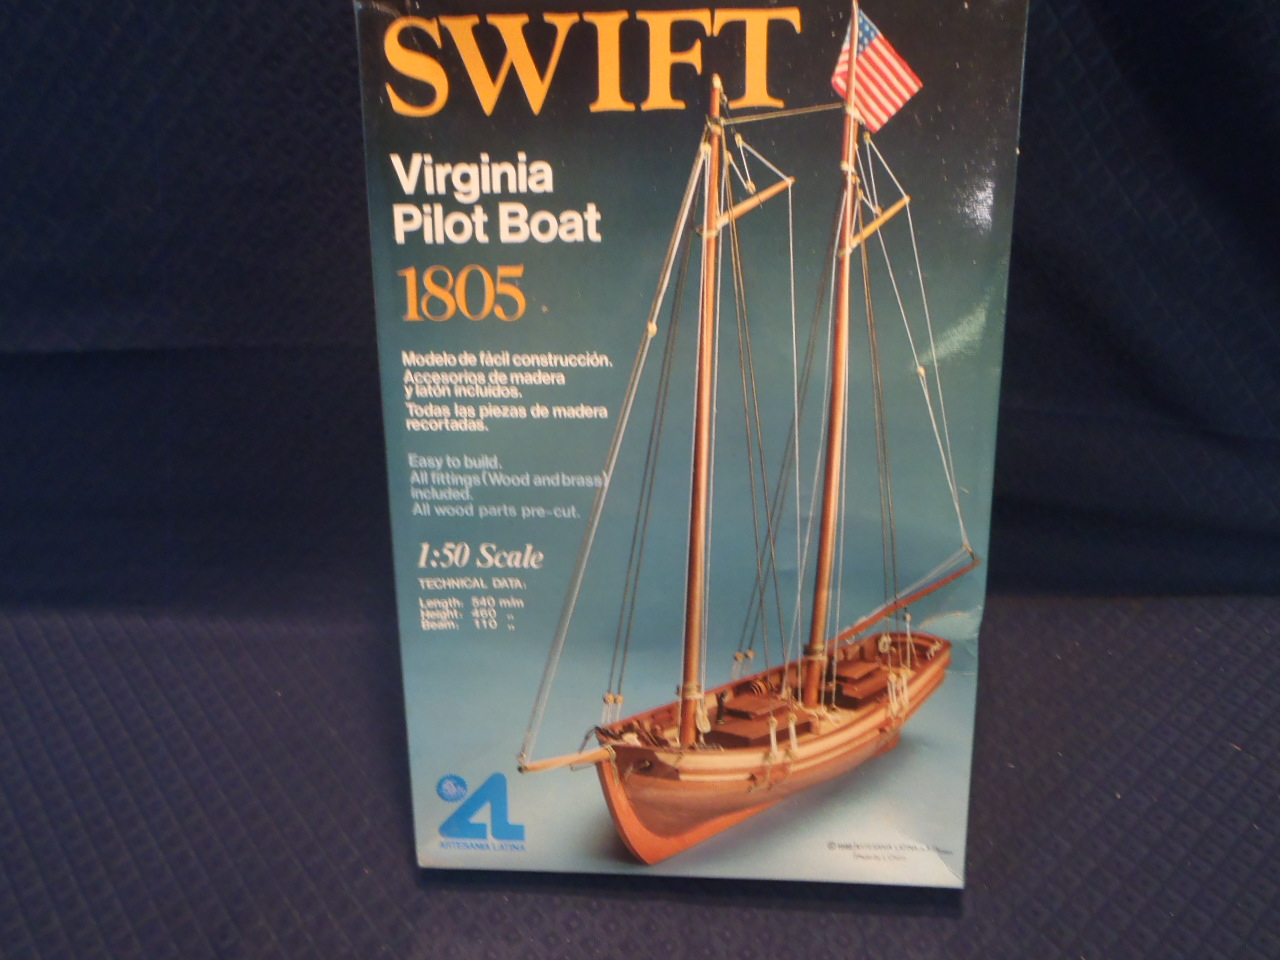 SWIFT
Virginia
Pilot Boat
1805
Modelo de fácil construcción.
Accesorios de madera
y latón incluidos.
Todas las piezas de madera
recortadas.
Easy to build.
All fittings (Wood and brass)
included.
All wood parts pre-cut.
1:50 Scale
TECHNICAL DATA:
Length: 540 m/m
Height: 460 „
Beam: 110 „
ARTESANIA LATINA
ARTESANIA LATINA